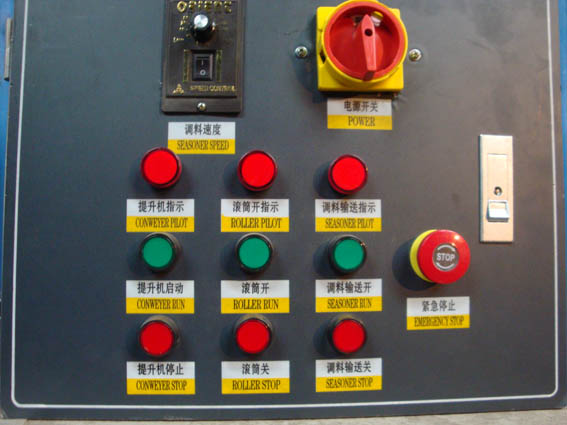 I
O
SPEED CONTROL
调料速度
SEASONER SPEED
电源开关
POWER
提升机指示
CONWEYER PILOT
滚筒开指示
ROLLER PILOT
调料输送指示
SEASONER PILOT
提升机启动
CONWEYER RUN
滚筒开
ROLLER RUN
调料输送开
SEASONER RUN
STOP
紧急停止
EMERGENCY STOP
提升机停止
CONWEYER STOP
滚筒关
ROLLER STOP
调料输送关
SEASONER STOP